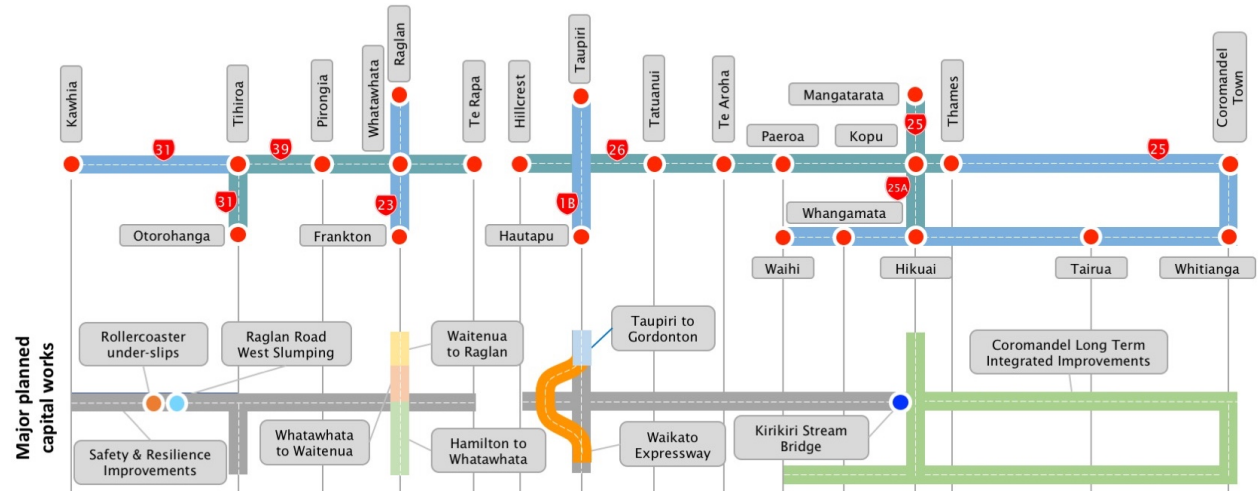 Kawhia
Tihiroa
Pirongia
Whatawhata
Raglan
Te Rapa
Hillcrest
Taupiri
Tatuanui
Te Aroha
Mangatarata
Paeroa
Kopu
Thames
Coromandel
Town
31
39
26
25
25
31
23
1B
25A
Whangamata
Otorohanga
Frankton
Hautapu
Waihi
Hikuai
Tairua
Whitianga
Major planned
capital works
Rollercoaster
under-slips
Raglan Road
West Slumping
Waitenua
to Raglan
Taupiri to
Gordonton
Coromandel Long Term
Integrated Improvements
Safety & Resilience
Improvements
Whatawhata
to Waitenua
Hamilton to
Whatawhata
Waikato
Expressway
Kirikiri Stream
Bridge